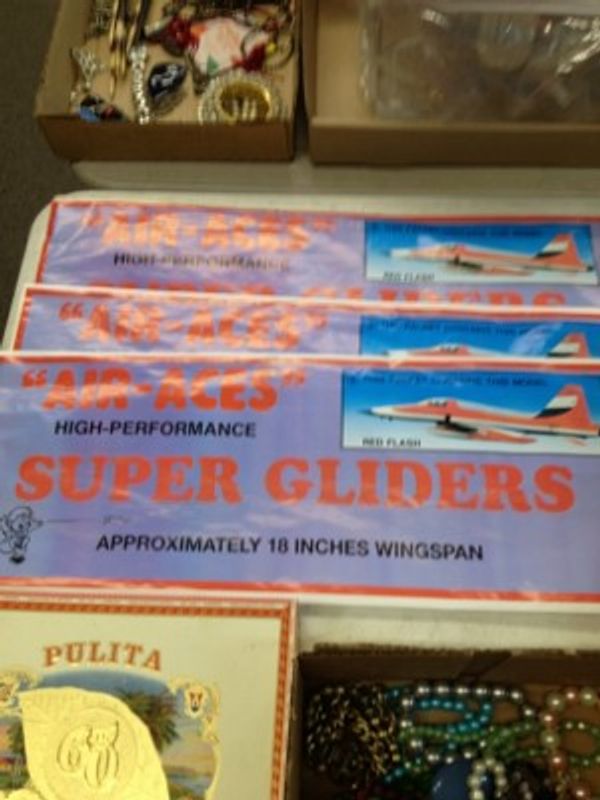 "AIR-ACES"
HIGH-PERFORMANCE
RED FLASH
GLIDERS
"AIR-ACES"
"AIR-ACES"
HIGH-PERFORMANCE
RED FLASH
SUPER GLIDERS
APPROXIMATELY 18 INCHES WINGSPAN
PULITA